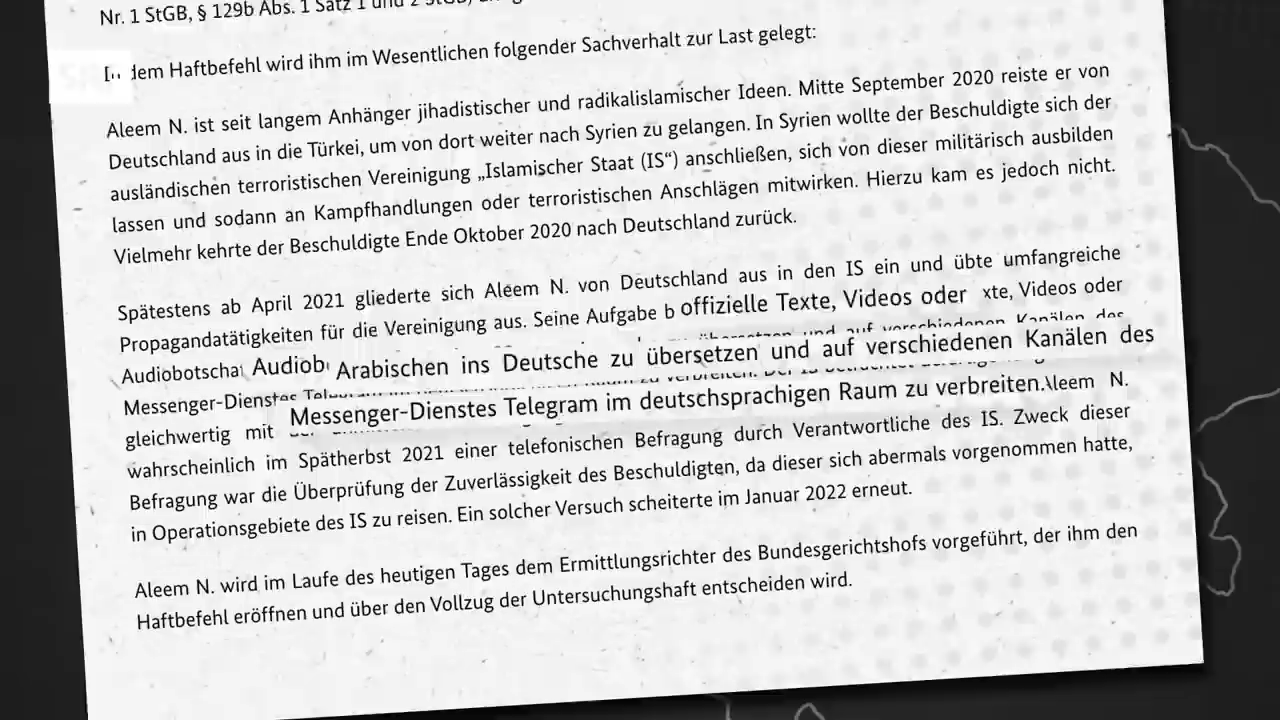 Nr. 1 StGB, § 129b Abs. 1 Satz 1 und 2 StGB,
dem Haftbefehl wird ihm im Wesentlichen folgender Sachverhalt zur Last gelegt:
Aleem N. ist seit langem Anhänger jihadistischer und radikalislamischer Ideen. Mitte September 2020 reiste er von
Deutschland aus in die Türkei, um von dort weiter nach Syrien zu gelangen. In Syrien wollte der Beschuldigte sich der
ausländischen terroristischen Vereinigung „Islamischer Staat (IS“) anschließen, sich von dieser militärisch ausbilden
lassen und sodann an Kampfhandlungen oder terroristischen Anschlägen mitwirken. Hierzu kam es jedoch nicht.
Vielmehr kehrte der Beschuldigte Ende Oktober 2020 nach Deutschland zurück.
Spätestens ab April 2021 gliederte sich Aleem N. von Deutschland aus in den IS ein und übte umfangreiche
Propagandatätigkeiten für die Vereinigung aus. Seine Aufgabe b offizielle Texte, Videos oder xte, Videos oder
Audiobotscha Audiob Arabischen ins Deutsche zu übersetzen und auf verschiedenen Kanälen des
Messenger-Dienstes
Messenger-Dienstes Telegram im deutschsprachigen Raum zu verbreiten. Aleem N.
gleichwertig mit
wahrscheinlich im Spätherbst 2021 einer telefonischen Befragung durch Verantwortliche des IS. Zweck dieser
Befragung war die Überprüfung der Zuverlässigkeit des Beschuldigten, da dieser sich abermals vorgenommen hatte,
in Operationsgebiete des IS zu reisen. Ein solcher Versuch scheiterte im Januar 2022 erneut.
Aleem N. wird im Laufe des heutigen Tages dem Ermittlungsrichter des Bundesgerichtshofs vorgeführt, der ihm den
Haftbefehl eröffnen und über den Vollzug der Untersuchungshaft entscheiden wird.